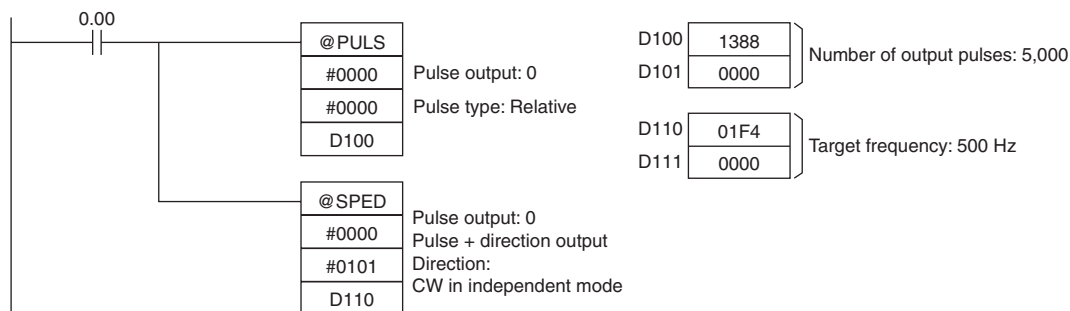 0.00
@PULS
#0000 Pulse output: 0
#0000 Pulse type: Relative
D100
@SPED
#0000
#0101
D110
Pulse output: 0
Pulse + direction output
Direction:
CW in independent mode
D100 1388
D101 0000
Number of output pulses: 5,000
D110 01F4
D111 0000
Target frequency: 500 Hz